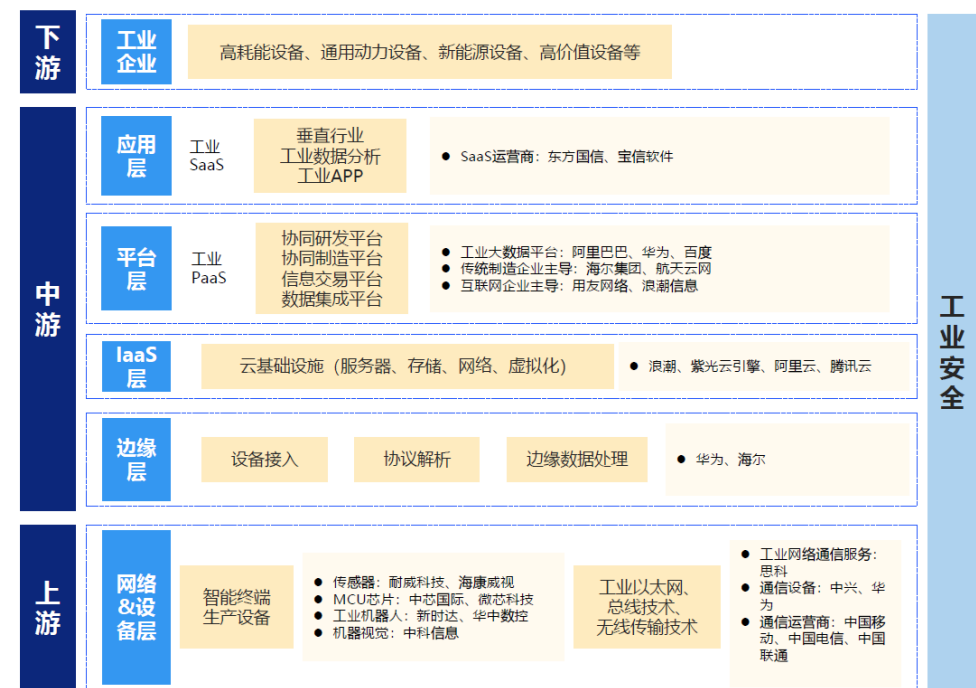 下
游
工业
企业
高耗能设备、通用动力设备、新能源设备、高价值设备等
中
游
应用
层
工业
SaaS
垂直行业
工业数据分析
工业APP
● SaaS运营商：东方国信、宝信软件
平台
层
工业
PaaS
协同研发平台
协同制造平台
信息交易平台
数据集成平台
● 工业大数据平台：阿里巴巴、华为、百度
● 传统制造企业主导：海尔集团、航天云网
● 互联网企业主导：用友网络、浪潮信息
IaaS
层
云基础设施（服务器、存储、网络、虚拟化）
● 浪潮、紫光云引擎、阿里云、腾讯云
边缘
层
设备接入
协议解析
边缘数据处理
● 华为、海尔
上
游
网络
&设
备层
智能终端
生产设备
● 传感器：耐威科技、海康威视
● MCU芯片：中芯国际、微芯科技
● 工业机器人：新时达、华中数控
● 机器视觉：中科信息
工业以太网、
总线技术、
无线传输技术
● 工业网络通信服务：
思科
● 通信设备：中兴、华
为
● 通信运营商：中国移
动、中国电信、中国
联通
工
业
安
全